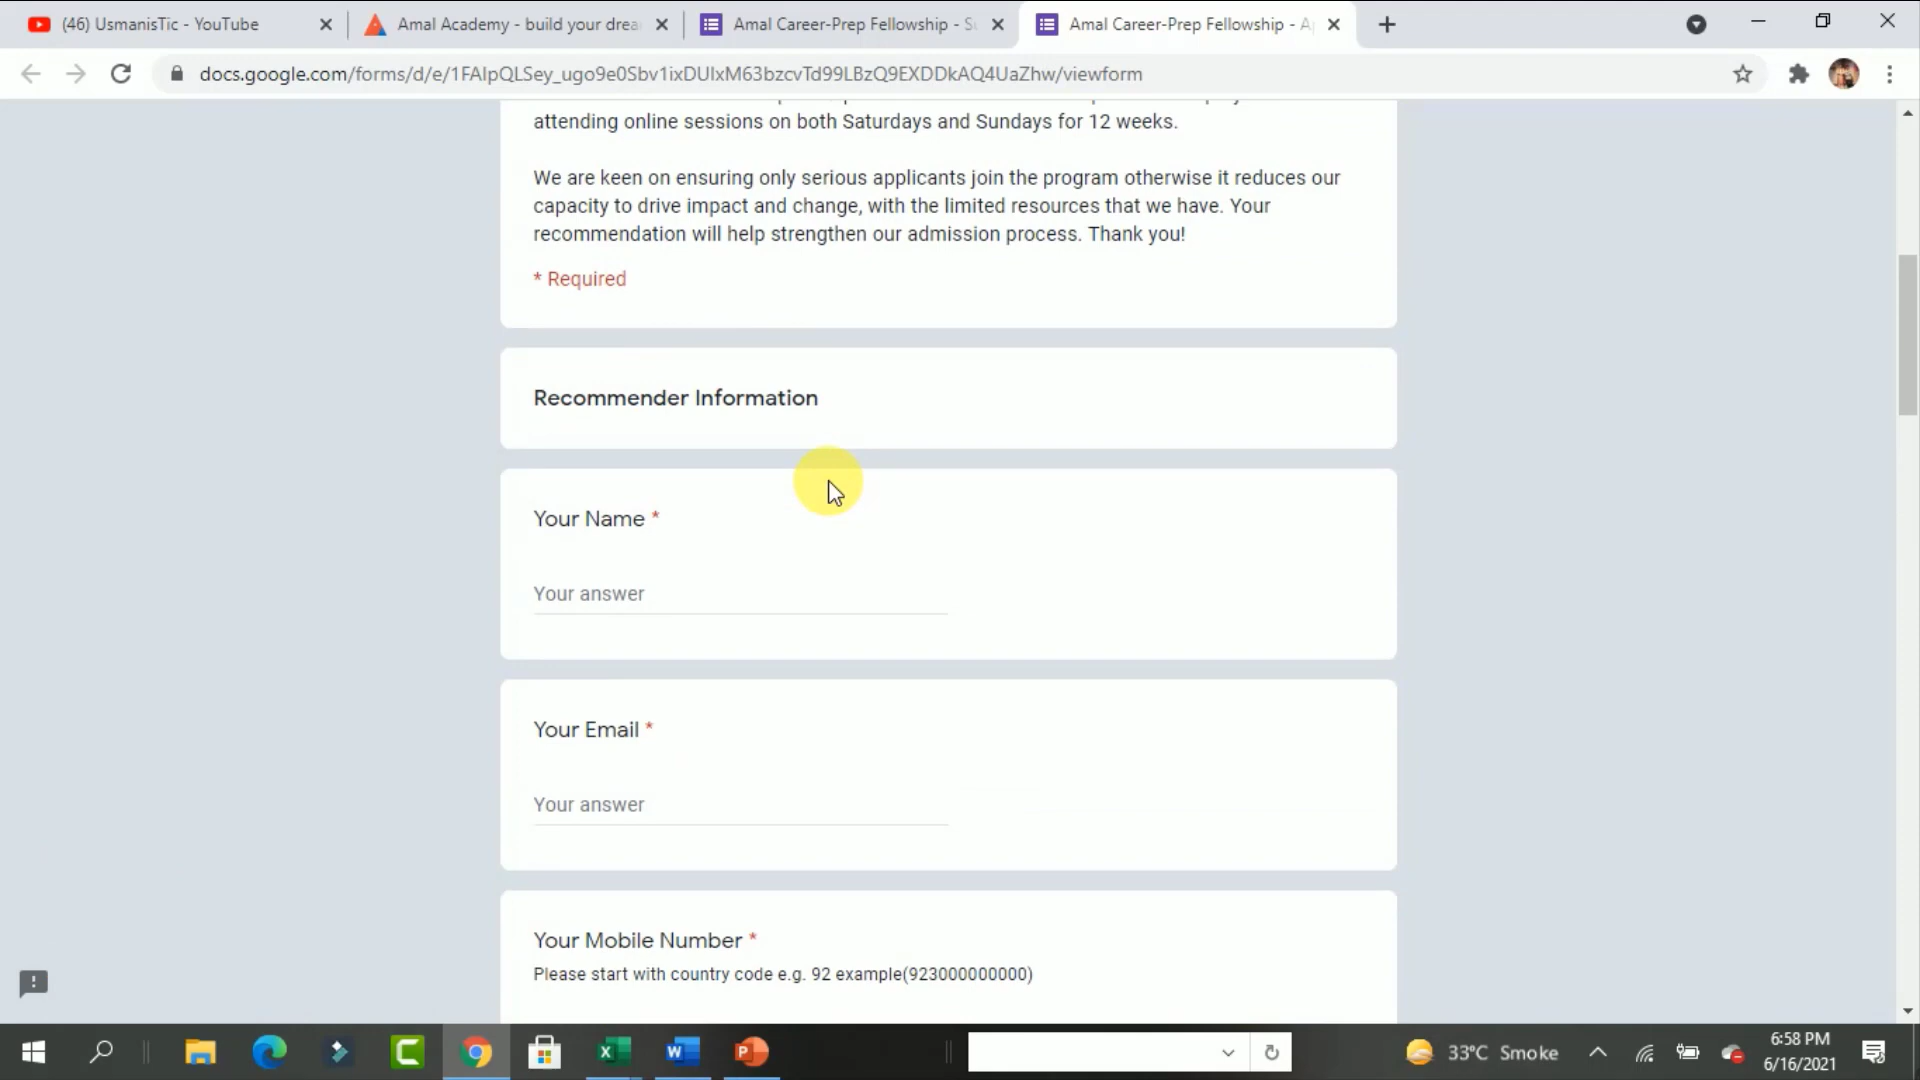 (46) UsmanisTic - YouTube
Amal Academy - build your drea
Amal Career-Prep Fellowship - S
Amal Career-Prep Fellowship - A
docs.google.com/forms/d/e/1FAIpQLSey_ugo9e0Sbv1ixDUIxM63bzcvTd99LBzQ9EXDDkAQ4UaZhw/viewform
attending online sessions on both Saturdays and Sundays for 12 weeks.
We are keen on ensuring only serious applicants join the program otherwise it reduces our
capacity to drive impact and change, with the limited resources that we have. Your
recommendation will help strengthen our admission process. Thank you!
* Required
Recommender Information
Your Name *
Your answer
Your Email *
Your answer
Your Mobile Number *
Please start with country code e.g. 92 example(923000000000)
33°C Smoke
6:58 PM
6/16/2021